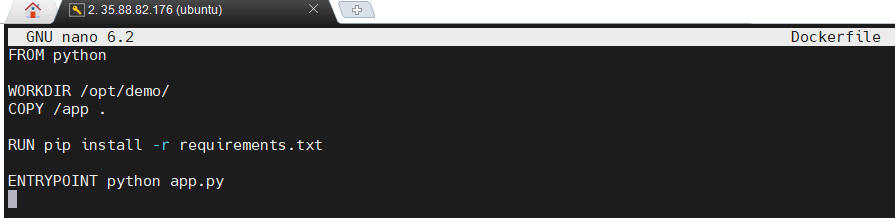 2. 35.88.82.176 (ubuntu)
GNU nano 6.2 Dockerfile
FROM python
WORKDIR /opt/demo/
COPY /app .
RUN pip install -r requirements.txt
ENTRYPOINT python app.py